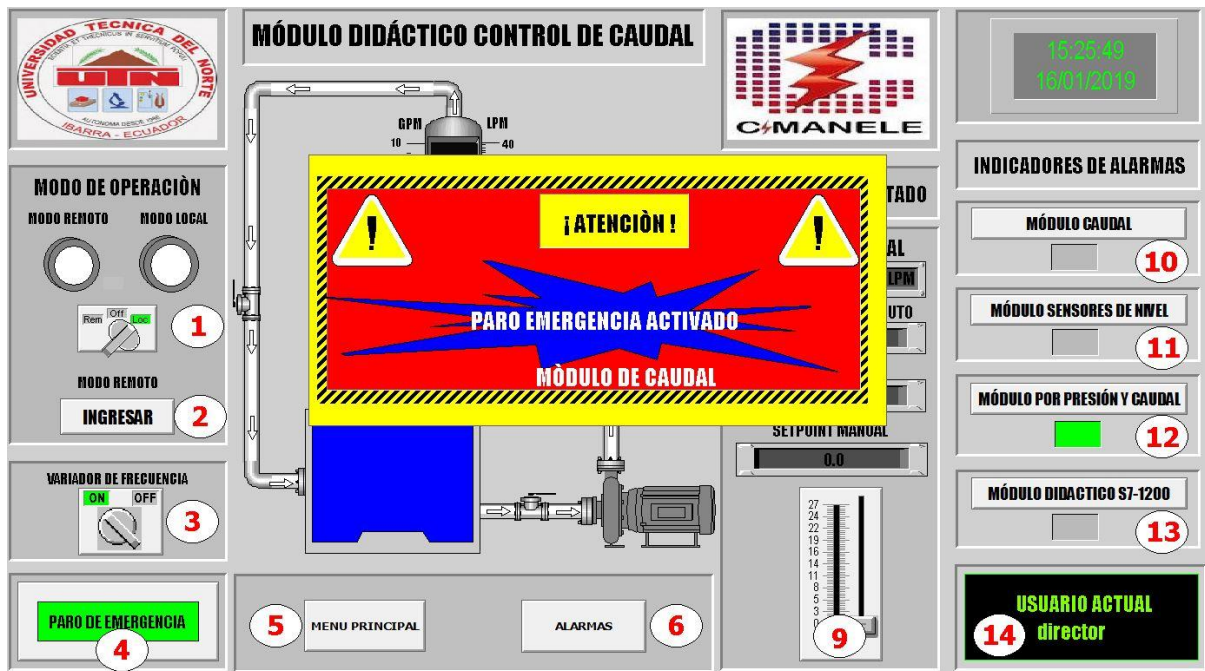 UNIVERSIDAD TECNICA DEL NORTE
AUTONOMA DESDE 1986
IBARRA - ECUADOR
MÓDULO DIDÁCTICO CONTROL DE CAUDAL
C MANELE
15:25:49
16/01/2019
MODO DE OPERACIÒN
MODO REMOTO MODO LOCAL
Rem Off Loc
1
MODO REMOTO
INGRESAR
2
VARIADOR DE FRECUENCIA
ON OFF
3
PARO DE EMERGENCIA
4
GPM LPM
10 40
¡ ATENCIÒN !
PARO EMERGENCIA ACTIVADO
MÒDULO DE CAUDAL
TADO
AL
LPM
UTO
SETPOINT MANUAL
0.0
27
24
22
19
16
14
11
8
5
3
0
9
5
MENU PRINCIPAL
ALARMAS
6
INDICADORES DE ALARMAS
MÓDULO CAUDAL
10
MÓDULO SENSORES DE NIVEL
11
MÓDULO POR PRESIÓN Y CAUDAL
12
MÓDULO DIDACTICO S7-1200
13
USUARIO ACTUAL
director
14